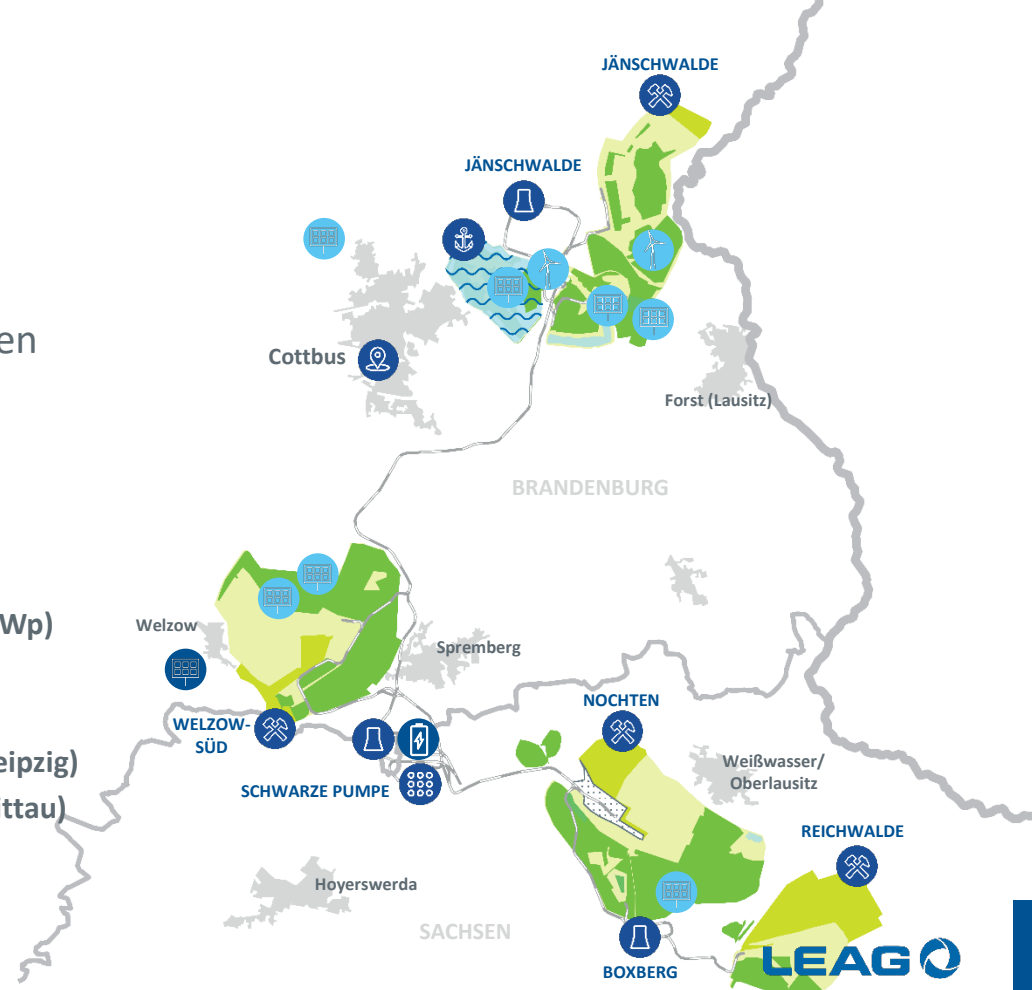 JÄNSCHWALDE
JÄNSCHWALDE
en
Cottbus
Forst (Lausitz)
BRANDENBURG
Wp)
Welzow
Spremberg
WELZOW-
SÜD
NOCHTEN
eipzig)
Weißwasser/
Oberlausitz
SCHWARZE PUMPE
ittau)
REICHWALDE
Hoyerswerda
SACHSEN
BOXBERG
LEAG